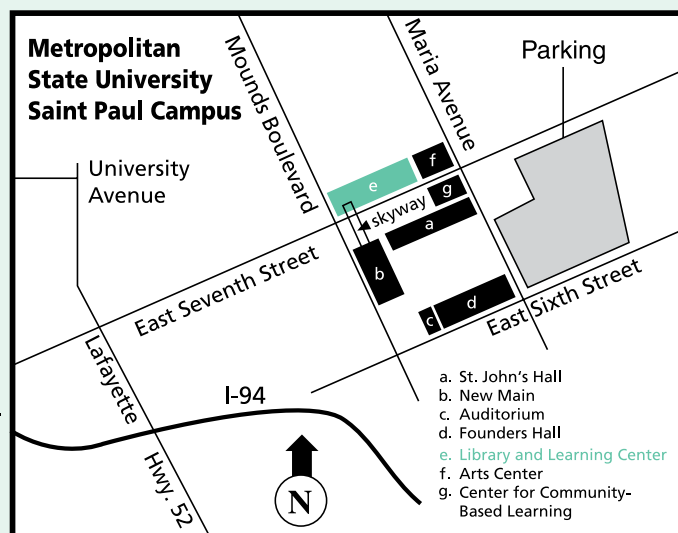 Metropolitan
State University
Saint Paul Campus
Mounds Boulevard
Maria Avenue
Parking
University
Avenue
e
f
g
skyway
a
b
c
d
East Seventh Street
East Sixth Street
Lafayette
Hwy. 52
I-94
N
a. St. John's Hall
b. New Main
c. Auditorium
d. Founders Hall
e. Library and Learning Center
f. Arts Center
g. Center for Community-
Based Learning